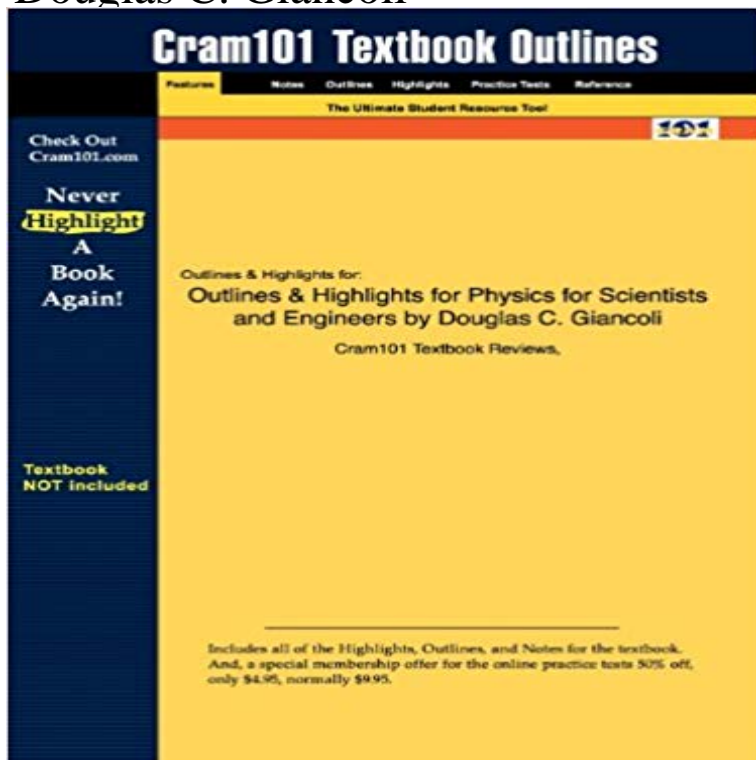 Douglas C. Giancoli
Cram101 Textbook Outlines
Features Notes Outlines Highlights Practice Tests Reference
The Ultimate Student Resource Tool
101
Check Out
Cram101.com
Never
Highlight
A
Book
Again!
Outlines & Highlights for:
Outlines & Highlights for Physics for Scientists
and Engineers by Douglas C. Giancoli
Cram101 Textbook Reviews,
Textbook
NOT included
Includes all of the Highlights, Outlines, and Notes for the textbook.
And, a special membership offer for the online practice tests 50% off,
only $4.95, normally $9.95.